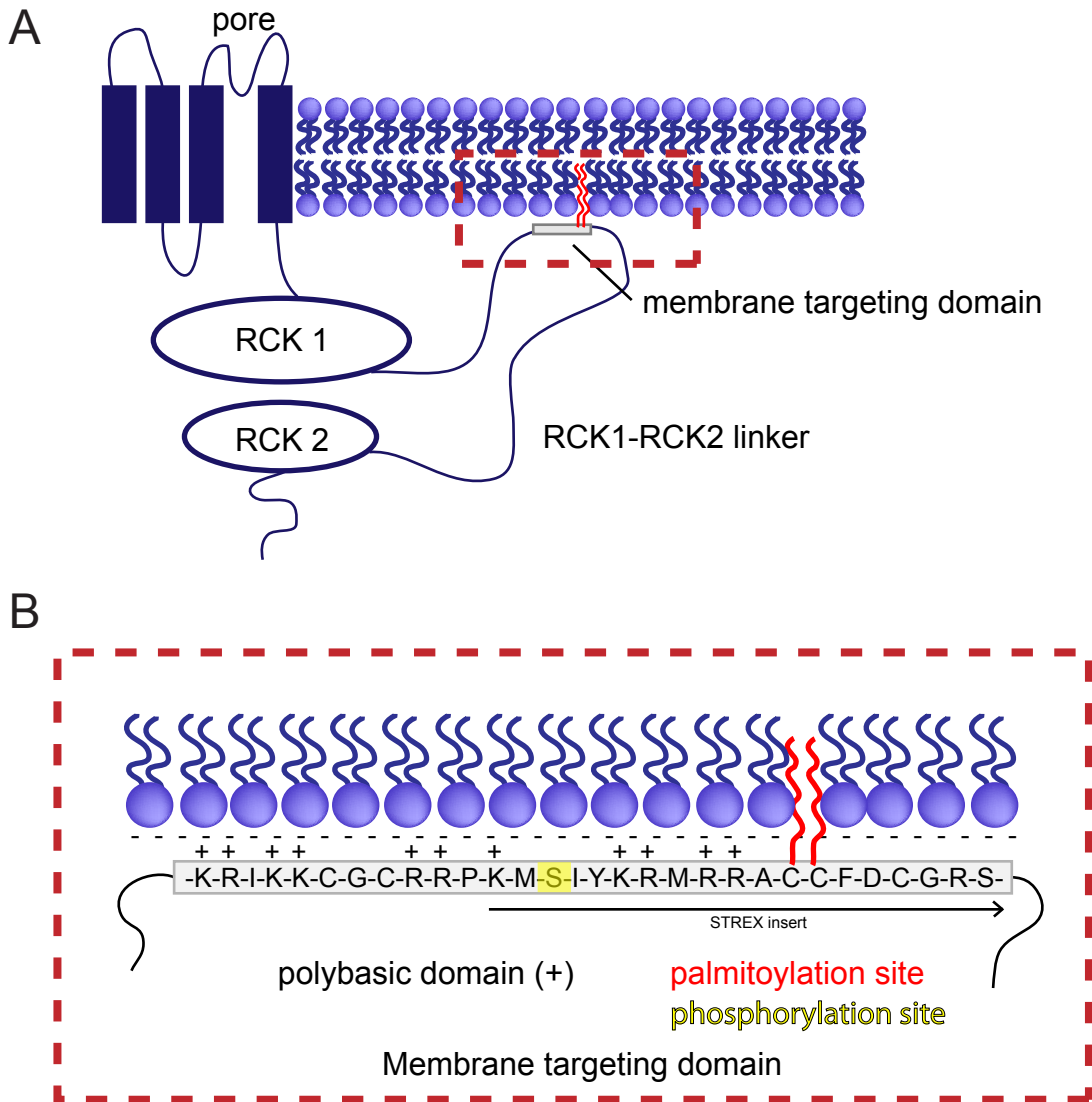 A
pore
membrane targeting domain
RCK 1
RCK 2
RCK1-RCK2 linker
B
- - - - - - - - - - - - - - - - - - - - - - - - - - - - - - -
+ + + + + + + + + + +
-K-R-I-K-K-C-G-C-R-R-P-K-M-S-I-Y-K-R-M-R-R-A-C-C-F-D-C-G-R-S-
STREX insert
polybasic domain (+) palmitoylation site
phosphorylation site
Membrane targeting domain